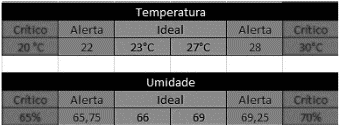 Temperatura
Crítico Alerta Ideal Alerta Crítico
20 °C 22 23°C 27°C 28 30°C
Umidade
Crítico Alerta Ideal Alerta Crítico
65% 65,75 66 69 69,25 70%